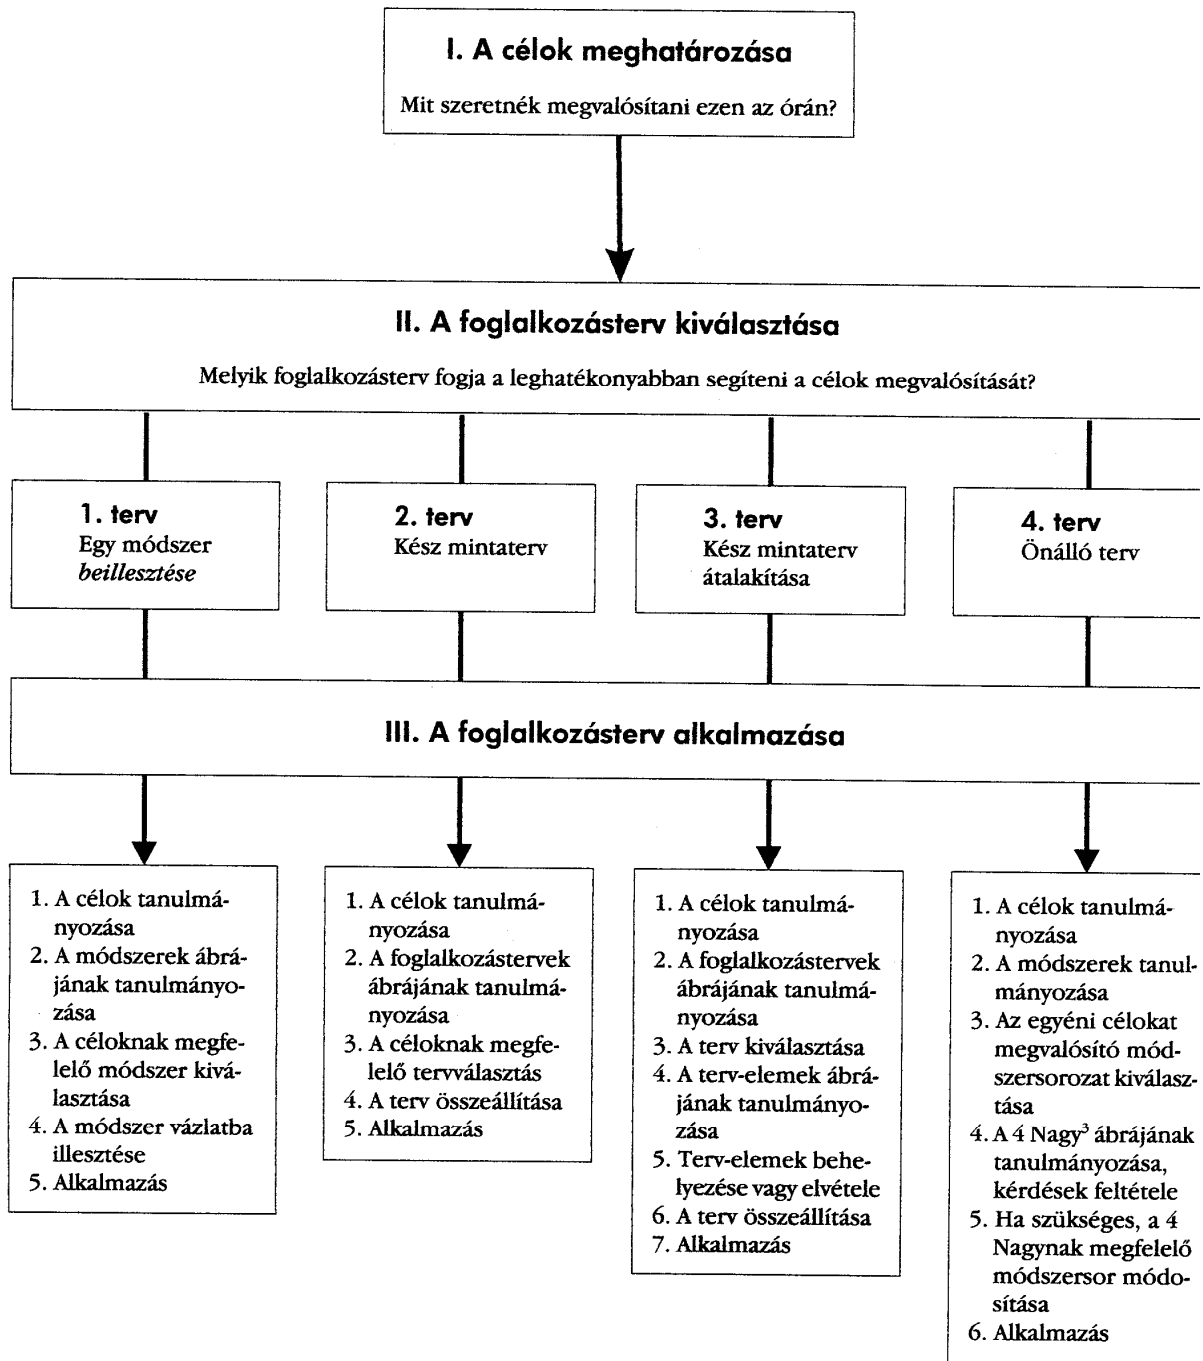 I. A célok meghatározása
Mit szeretnék megvalósítani ezen az órán?
II. A foglalkozásterv kiválasztása
Melyik foglalkozásterv fogja a leghatékonyabban segíteni a célok megvalósítását?
1. terv
Egy módszer
beillesztése
2. terv
Kész mintaterv
3. terv
Kész mintaterv
átalakítása
4. terv
Önálló terv
III. A foglalkozásterv alkalmazása
1. A célok tanulmá-
nyozása
2. A módszerek ábrá-
jának tanulmányo-
zása
3. A céloknak megfe-
lelő módszer kivá-
lasztása
4. A módszer vázlatba
illesztése
5. Alkalmazás
1. A célok tanulmá-
nyozása
2. A foglalkozástervek
ábrájának tanulmá-
nyozása
3. A céloknak megfe-
lelő tervválasztás
4. A terv összeállítása
5. Alkalmazás
1. A célok tanulmá-
nyozása
2. A foglalkozástervek
ábrájának tanulmá-
nyozása
3. A terv kiválasztása
4. A terv-elemek ábrá-
jának tanulmányo-
zása
5. Terv-elemek behe-
lyezése vagy elvétele
6. A terv összeállítása
7. Alkalmazás
1. A célok tanulmá-
nyozása
2. A módszerek tanul-
mányozása
3. Az egyéni célokat
megvalósító mód-
szersorozat kiválasz-
tása
4. A 4 Nagy³ ábrájának
tanulmányozása,
kérdések feltétele
5. Ha szükséges, a 4
Nagynak megfelelő
módszersor módo-
sítása
6. Alkalmazás